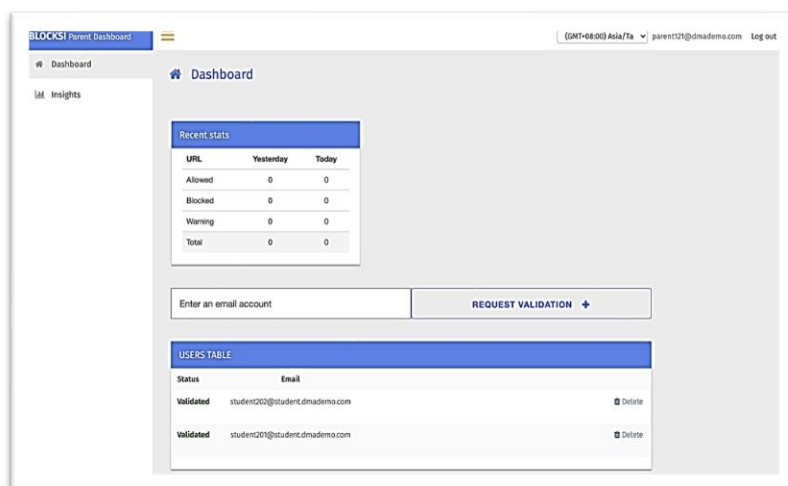 BLOCKSI Parent Dashboard
(GMT+08:00) Asia/Ta parent121@dmademo.com Log out
Dashboard
Insights
Dashboard
Recent stats
URL Yesterday Today
Allowed 0 0
Blocked 0 0
Warning 0 0
Total 0 0
Enter an email account REQUEST VALIDATION +
USERS TABLE
Status Email
Validated student202@student.dmademo.com Delete
Validated student201@student.dmademo.com Delete